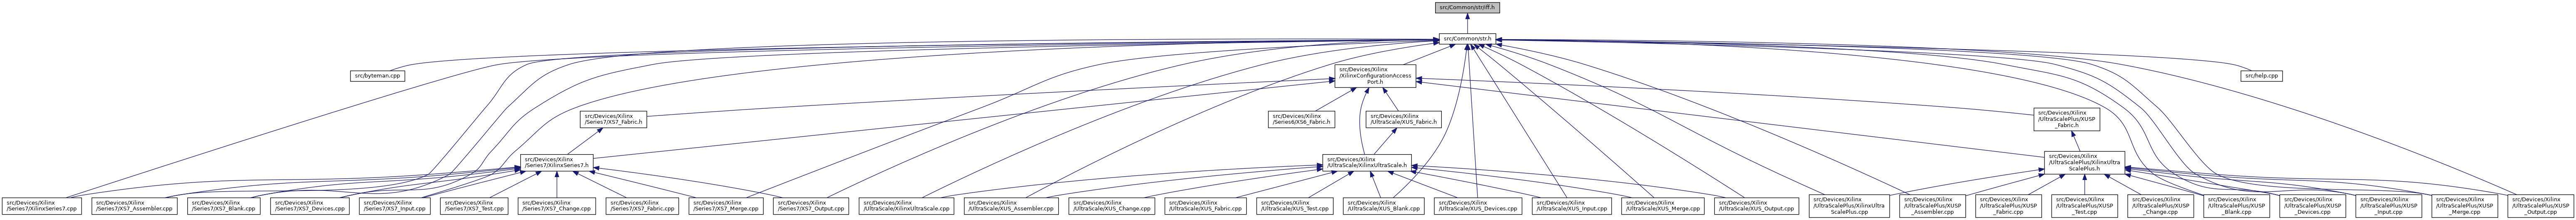 src/Common/str/iff.h
src/Common/str.h
src/byteman.cpp
src/Devices/Xilinx
/XilinxConfigurationAccess
Port.h
src/help.cpp
src/Devices/Xilinx
/Series7/XS7_Fabric.h
src/Devices/Xilinx
/Series6/XS6_Fabric.h
src/Devices/Xilinx
/UltraScale/XUS_Fabric.h
src/Devices/Xilinx
/UltraScalePlus/XUSP
_Fabric.h
src/Devices/Xilinx
/Series7/XilinxSeries7.h
src/Devices/Xilinx
/UltraScale/XilinxUltraScale.h
src/Devices/Xilinx
/UltraScalePlus/XilinxUltra
ScalePlus.h
src/Devices/Xilinx
/Series7/XilinxSeries7.cpp
src/Devices/Xilinx
/Series7/XS7_Assembler.cpp
src/Devices/Xilinx
/Series7/XS7_Blank.cpp
src/Devices/Xilinx
/Series7/XS7_Devices.cpp
src/Devices/Xilinx
/Series7/XS7_Input.cpp
src/Devices/Xilinx
/Series7/XS7_Test.cpp
src/Devices/Xilinx
/Series7/XS7_Change.cpp
src/Devices/Xilinx
/Series7/XS7_Fabric.cpp
src/Devices/Xilinx
/Series7/XS7_Merge.cpp
src/Devices/Xilinx
/Series7/XS7_Output.cpp
src/Devices/Xilinx
/UltraScale/XilinxUltraScale.cpp
src/Devices/Xilinx
/UltraScale/XUS_Assembler.cpp
src/Devices/Xilinx
/UltraScale/XUS_Change.cpp
src/Devices/Xilinx
/UltraScale/XUS_Fabric.cpp
src/Devices/Xilinx
/UltraScale/XUS_Test.cpp
src/Devices/Xilinx
/UltraScale/XUS_Blank.cpp
src/Devices/Xilinx
/UltraScale/XUS_Devices.cpp
src/Devices/Xilinx
/UltraScale/XUS_Input.cpp
src/Devices/Xilinx
/UltraScale/XUS_Merge.cpp
src/Devices/Xilinx
/UltraScale/XUS_Output.cpp
src/Devices/Xilinx
/UltraScalePlus/XilinxUltra
ScalePlus.cpp
src/Devices/Xilinx
/UltraScalePlus/XUSP
_Assembler.cpp
src/Devices/Xilinx
/UltraScalePlus/XUSP
_Fabric.cpp
src/Devices/Xilinx
/UltraScalePlus/XUSP
_Test.cpp
src/Devices/Xilinx
/UltraScalePlus/XUSP
_Change.cpp
src/Devices/Xilinx
/UltraScalePlus/XUSP
_Blank.cpp
src/Devices/Xilinx
/UltraScalePlus/XUSP
_Devices.cpp
src/Devices/Xilinx
/UltraScalePlus/XUSP
_Input.cpp
src/Devices/Xilinx
/UltraScalePlus/XUSP
_Merge.cpp
src/Devices/Xilinx
/UltraScalePlus/XUSP
_Output.cpp